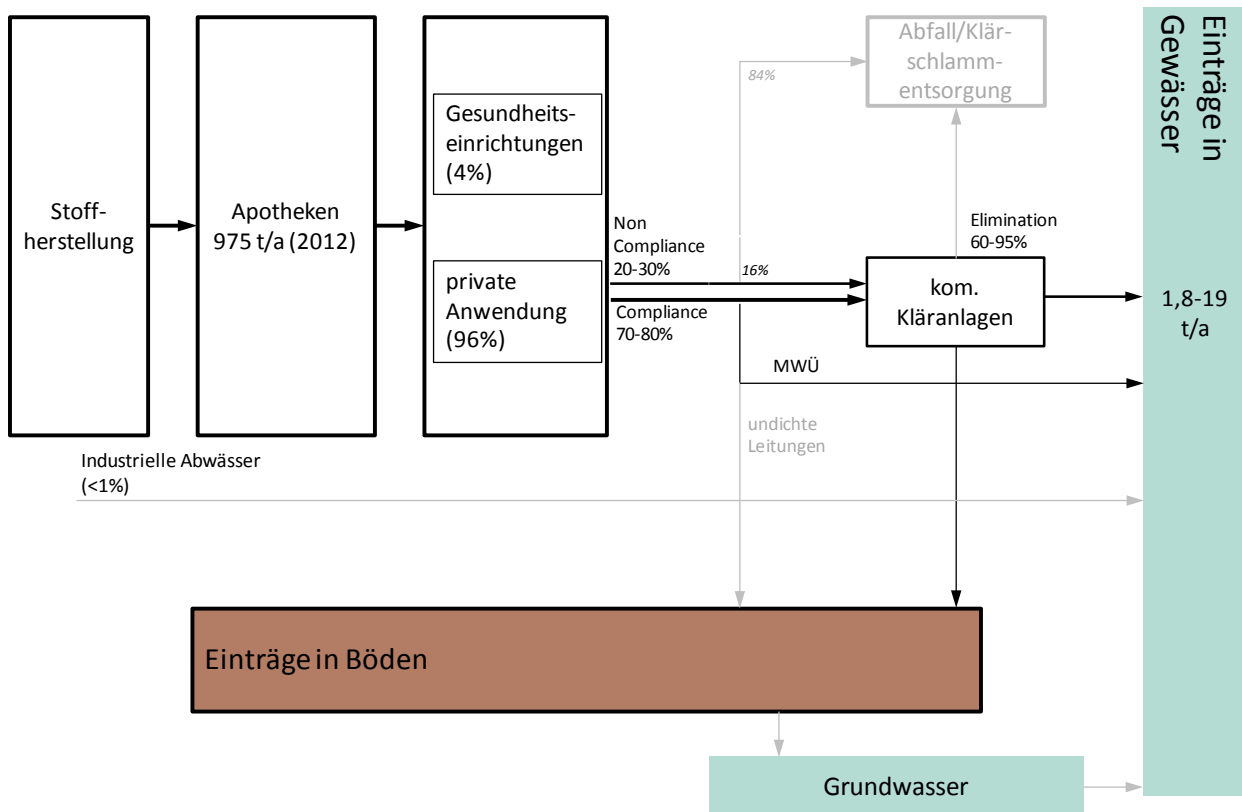 Stoff-
herstellung
Apotheken
975 t/a (2012)
Gesundheits-
einrichtungen
(4%)
private
Anwendung
(96%)
Non
Compliance
20-30%
Compliance
70-80%
84%
16%
Abfall/Klär-
schlamm-
entsorgung
Elimination
60-95%
kom.
Kläranlagen
MWÜ
undichte
Leitungen
Industrielle Abwässer
(<1%)
Einträge in
Gewässer
1,8-19
t/a
Einträge in Böden
Grundwasser